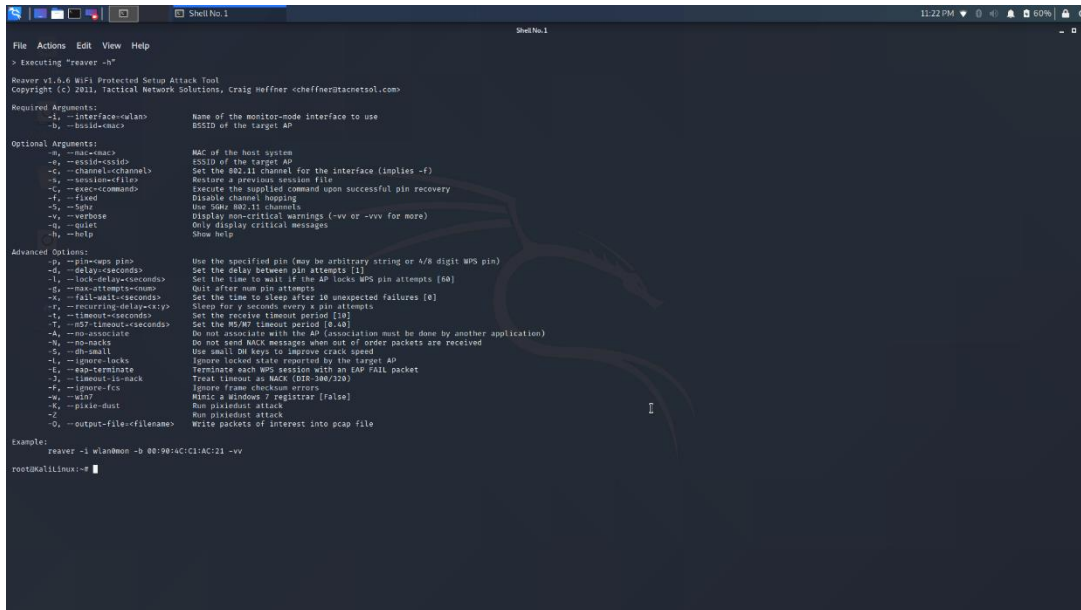 Shell No. 1
11:22 PM
60%
Shell No. 1
File Actions Edit View Help
> Executing "reaver -h"
Reaver v1.6.6 WiFi Protected Setup Attack Tool
Copyright (c) 2011, Tactical Network Solutions, Craig Heffner <cheffner@tacnetsol.com>
Required Arguments:
-i, --interface=<wlan> Name of the monitor-mode interface to use
-b, --bssid=<mac> BSSID of the target AP
Optional Arguments:
-m, --mac=<mac> MAC of the host system
-e, --essid=<ssid> ESSID of the target AP
-c, --channel=<channel> Set the 802.11 channel for the interface (implies -f)
-s, --session=<file> Restore a previous session file
-C, --exec=<command> Execute the supplied command upon successful pin recovery
-f, --fixed Disable channel hopping
-5, --5ghz Use 5GHz 802.11 channels
-v, --verbose Display non-critical warnings (-vv or -vvv for more)
-q, --quiet Only display critical messages
-h, --help Show help
Advanced Options:
-p, --pin=<wps pin> Use the specified pin (may be arbitrary string or 4/8 digit WPS pin)
-d, --delay=<seconds> Set the delay between pin attempts [1]
-l, --lock-delay=<seconds> Set the time to wait if the AP locks WPS pin attempts [60]
-g, --max-attempts=<num> Quit after num pin attempts
-x, --fail-wait=<seconds> Set the time to sleep after 10 unexpected failures [0]
-r, --recurring-delay=<x:y> Sleep for y seconds every x pin attempts
-t, --timeout=<seconds> Set the receive timeout period [10]
-T, --m57-timeout=<seconds> Set the M5/M7 timeout period [0.40]
-A, --no-associate Do not associate with the AP (association must be done by another application)
-N, --no-nacks Do not send NACK messages when out of order packets are received
-S, --dh-small Use small DH keys to improve crack speed
-L, --ignore-locks Ignore locked state reported by the target AP
-E, --eap-terminate Terminate each WPS session with an EAP FAIL packet
-J, --timeout-is-nack Treat timeout as NACK (DIR-300/320)
-F, --ignore-fcs Ignore frame checksum errors
-w, --win7 Mimic a Windows 7 registrar [False]
-K, --pixie-dust Run pixiedust attack
-Z Run pixiedust attack
-O, --output-file=<filename> Write packets of interest into pcap file
Example:
reaver -i wlan0mon -b 00:90:4C:C1:AC:21 -vv
root@KaliLinux:~#